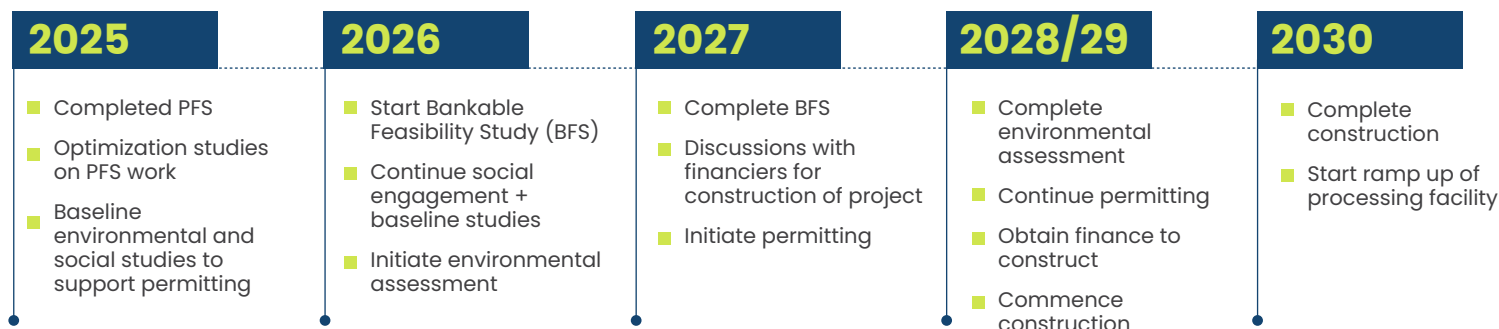 2025
Completed PFS
Optimization studies
on PFS work
Baseline
environmental and
social studies to
support permitting
2026
Start Bankable
Feasibility Study (BFS)
Continue social
engagement +
baseline studies
Initiate environmental
assessment
2027
Complete BFS
Discussions with
financiers for
construction of project
Initiate permitting
2028/29
Complete
environmental
assessment
Continue permitting
Obtain finance to
construct
Commence
construction
2030
Complete
construction
Start ramp up of
processing facility